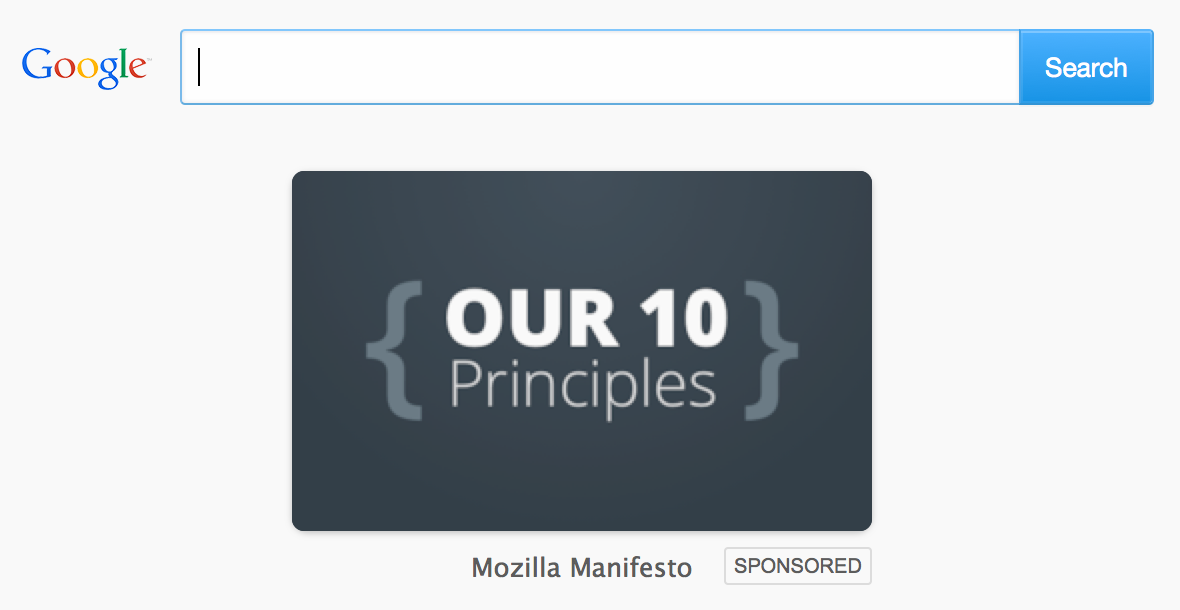 Google
Search
{ OUR 10
Principles }
Mozilla Manifesto SPONSORED